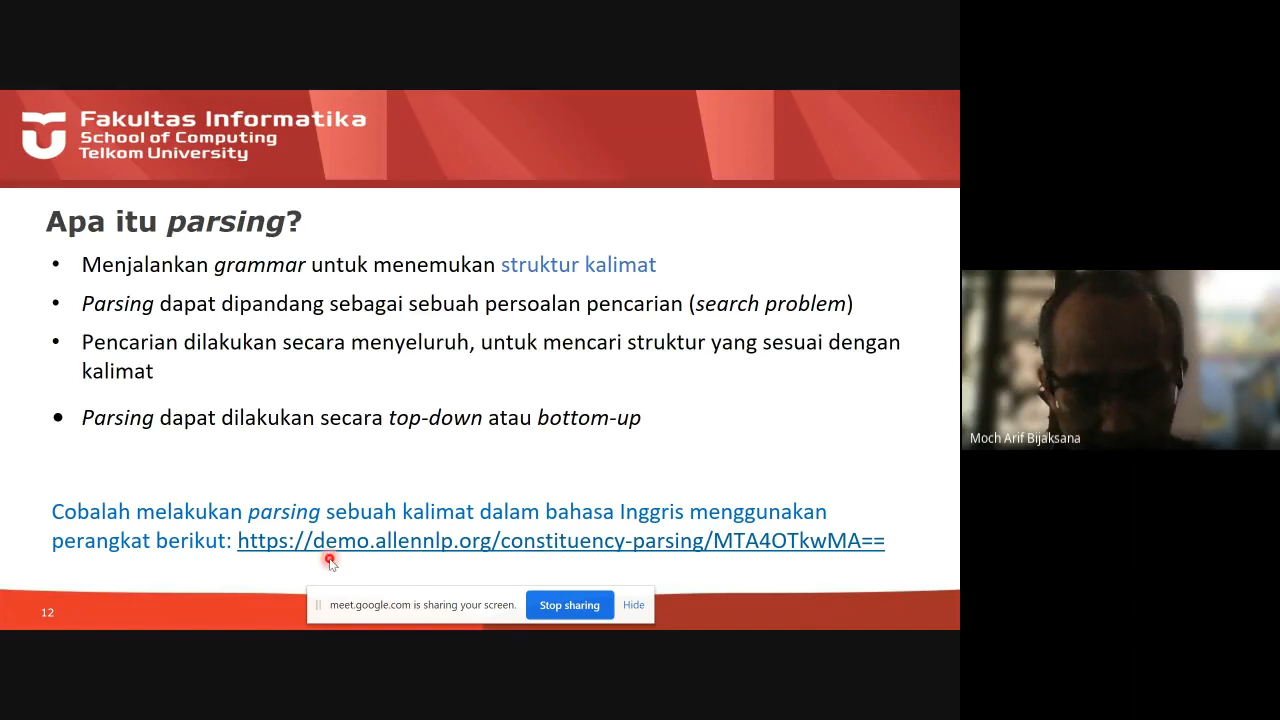 Fakultas Informatika
School of Computing
Telkom University
Apa itu parsing?
• Menjalankan grammar untuk menemukan struktur kalimat
• Parsing dapat dipandang sebagai sebuah persoalan pencarian (search problem)
• Pencarian dilakukan secara menyeluruh, untuk mencari struktur yang sesuai dengan
kalimat
• Parsing dapat dilakukan secara top-down atau bottom-up
Cobalah melakukan parsing sebuah kalimat dalam bahasa Inggris menggunakan
perangkat berikut: https://demo.allennlp.org/constituency-parsing/MTA4OTkwMA==
12
meet.google.com is sharing your screen. Stop sharing Hide
Moch Arif Bijaksana